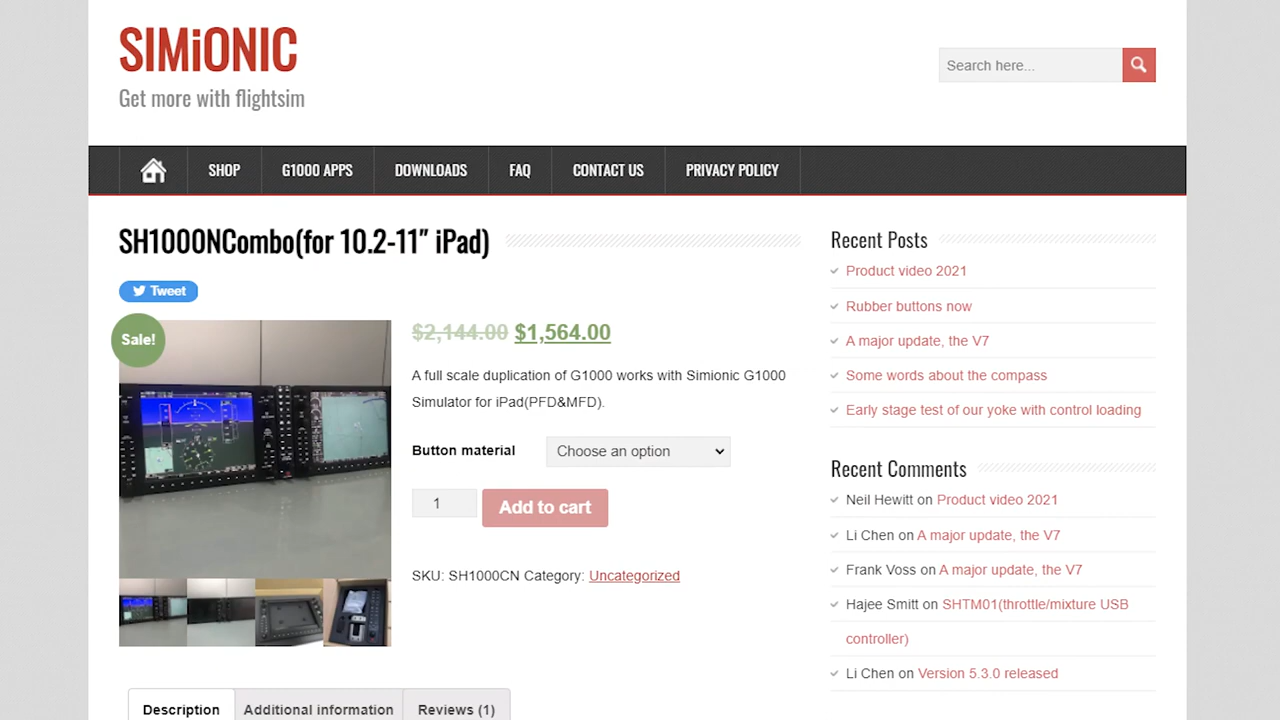 SIMiONIC
Get more with flightsim
Search here...
SHOP
G1000 APPS
DOWNLOADS
FAQ
CONTACT US
PRIVACY POLICY
SH1000NCombo(for 10.2-11″ iPad)
Tweet
Sale!
$2,144.00 $1,564.00
A full scale duplication of G1000 works with Simionic G1000
Simulator for iPad(PFD&MFD).
Button material
Choose an option
1
Add to cart
SKU: SH1000CN Category: Uncategorized
Description
Additional information
Reviews (1)
Recent Posts
Product video 2021
Rubber buttons now
A major update, the V7
Some words about the compass
Early stage test of our yoke with control loading
Recent Comments
Neil Hewitt on Product video 2021
Li Chen on A major update, the V7
Frank Voss on A major update, the V7
Hajee Smitt on SHTM01(throttle/mixture USB
controller)
Li Chen on Version 5.3.0 released